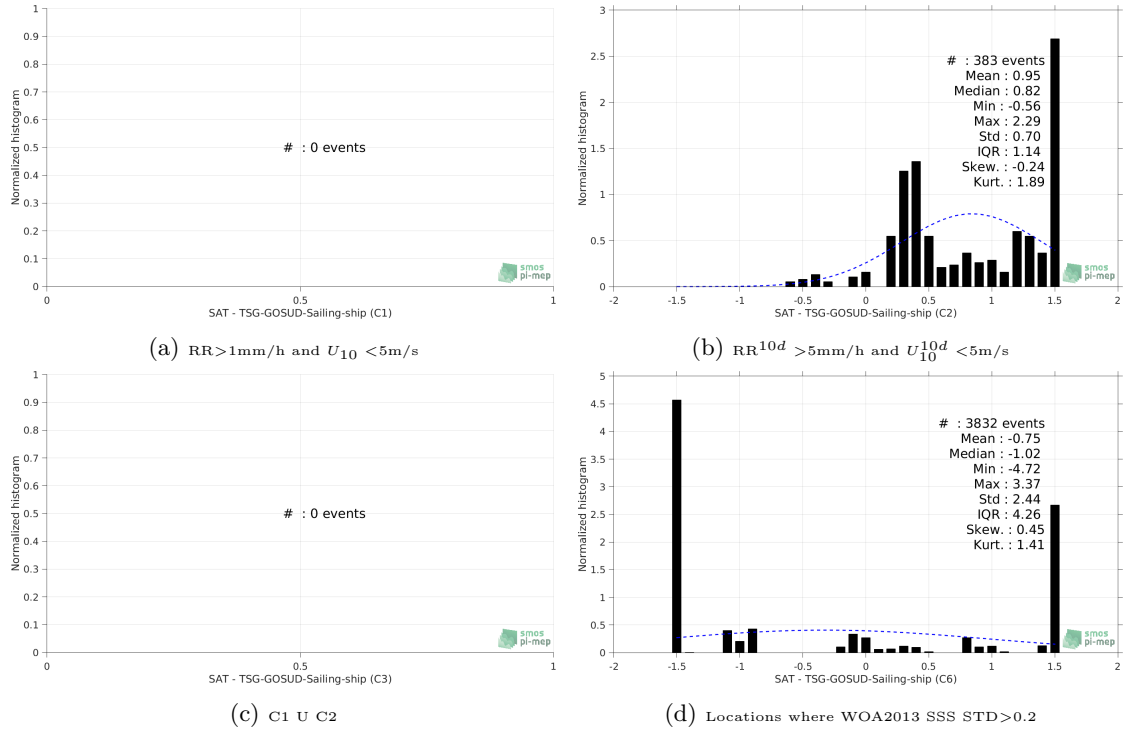 1
0.9
0.8
0.7
0.6
0.5
0.4
0.3
0.2
0.1
0
Normalized histogram
# : 0 events
smos
pi-mep
0
0.5
1
SAT - TSG-GOSUD-Sailing-ship (C1)
(a) RR>1mm/h and U10 <5m/s
3
2.5
2
1.5
1
0.5
0
Normalized histogram
# : 383 events
Mean : 0.95
Median : 0.82
Min : -0.56
Max : 2.29
Std : 0.70
IQR : 1.14
Skew. : -0.24
Kurt. : 1.89
smos
pi-mep
-2
-1.5
-1
-0.5
0
0.5
1
1.5
2
SAT - TSG-GOSUD-Sailing-ship (C2)
(b) RR^10d >5mm/h and U10^10d <5m/s
1
0.9
0.8
0.7
0.6
0.5
0.4
0.3
0.2
0.1
0
Normalized histogram
# : 0 events
smos
pi-mep
0
0.5
1
SAT - TSG-GOSUD-Sailing-ship (C3)
(c) C1 U C2
5
4.5
4
3.5
3
2.5
2
1.5
1
0.5
0
Normalized histogram
# : 3832 events
Mean : -0.75
Median : -1.02
Min : -4.72
Max : 3.37
Std : 2.44
IQR : 4.26
Skew. : 0.45
Kurt. : 1.41
smos
pi-mep
-2
-1.5
-1
-0.5
0
0.5
1
1.5
2
SAT - TSG-GOSUD-Sailing-ship (C6)
(d) Locations where WOA2013 SSS STD>0.2